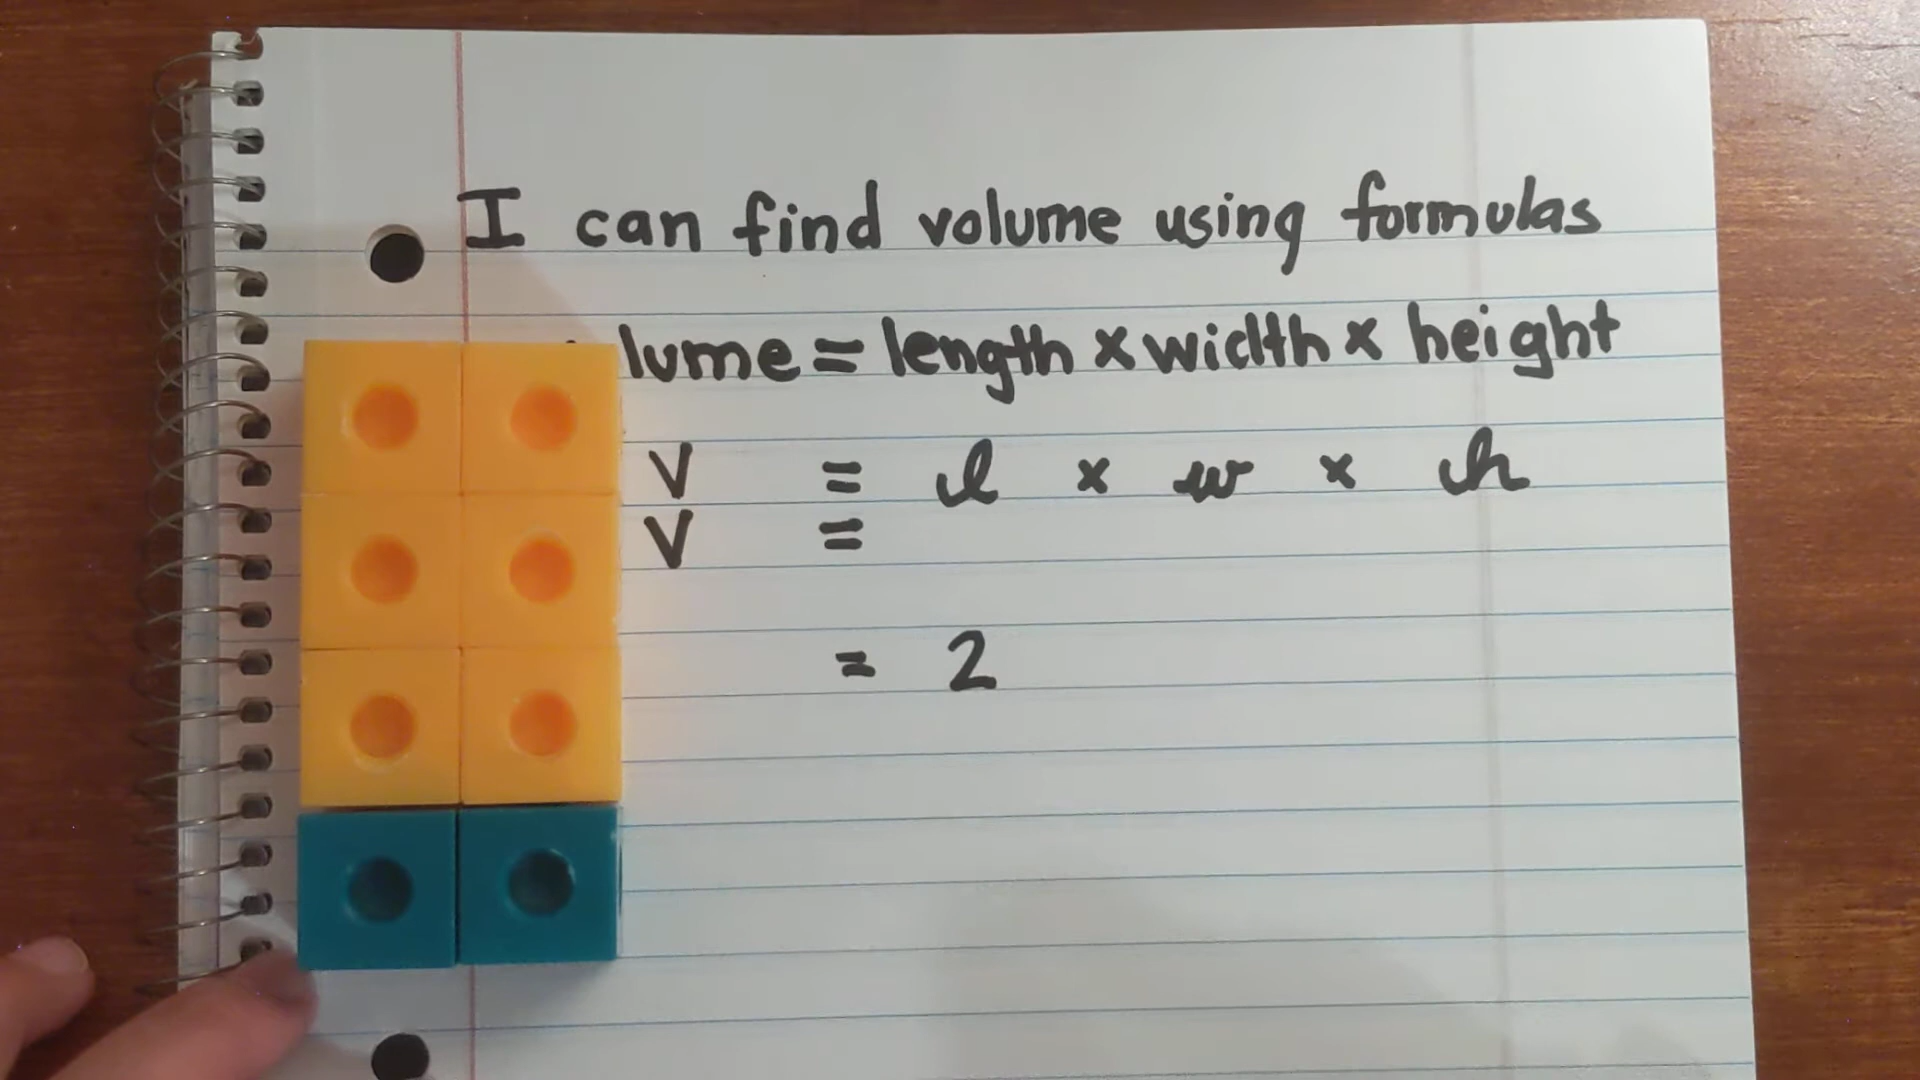 I can find volume using formulas
lume = length x width x height
V = l x w x h
V =
= 2